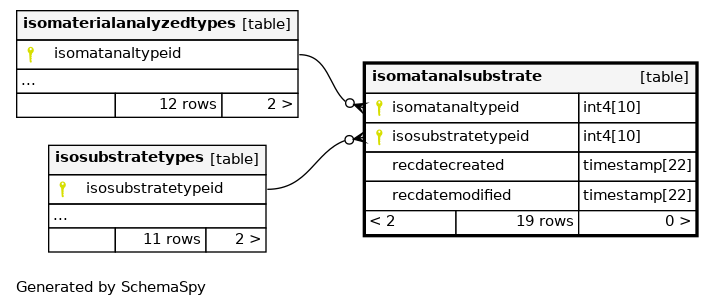 isomaterialanalyzedtypes [table]
isomatanaltypeid
...
12 rows 2 >
isosubstratetypes [table]
isosubstratetypeid
...
11 rows 2 >
isomatanalsubstrate [table]
isomatanaltypeid int4[10]
isosubstratetypeid int4[10]
recdatecreated timestamp[22]
recdatemodified timestamp[22]
< 2 19 rows 0 >
Generated by SchemaSpy